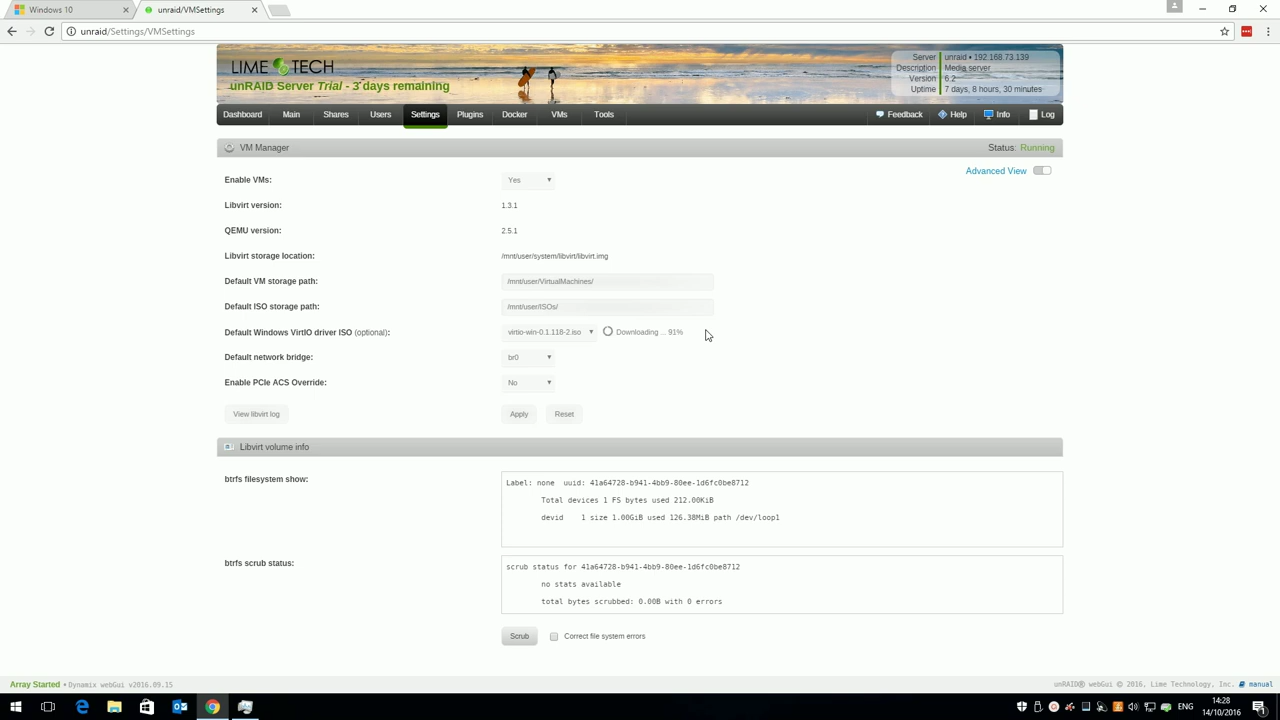 Windows 10
unraid/VMSettings
unraid/Settings/VMSettings
LIME TECH
unRAID Server Trial - 3 days remaining
Server unraid • 192.168.73.139
Description Media server
Version 6.2
Uptime 7 days, 8 hours, 30 minutes
Dashboard Main Shares Users Settings Plugins Docker VMs Tools Feedback Help Info Log
VM Manager Status: Running
Advanced View
Enable VMs: Yes
Libvirt version: 1.3.1
QEMU version: 2.5.1
Libvirt storage location: /mnt/user/system/libvirt/libvirt.img
Default VM storage path: /mnt/user/VirtualMachines/
Default ISO storage path: /mnt/user/ISOs/
Default Windows VirtIO driver ISO (optional): virtio-win-0.1.118-2.iso Downloading ... 91%
Default network bridge: br0
Enable PCIe ACS Override: No
View libvirt log Apply Reset
Libvirt volume info
btrfs filesystem show:
Label: none uuid: 41a64728-b941-4bb9-80ee-1d6fc0be8712
Total devices 1 FS bytes used 212.00KiB
devid 1 size 1.00GiB used 126.38MiB path /dev/loop1
btrfs scrub status:
scrub status for 41a64728-b941-4bb9-80ee-1d6fc0be8712
no stats available
total bytes scrubbed: 0.00B with 0 errors
Scrub Correct file system errors
Array Started • Dynamix webGui v2016.09.15
unRAID® webGui © 2016, Lime Technology, Inc. manual
ENG
14:28
14/10/2016